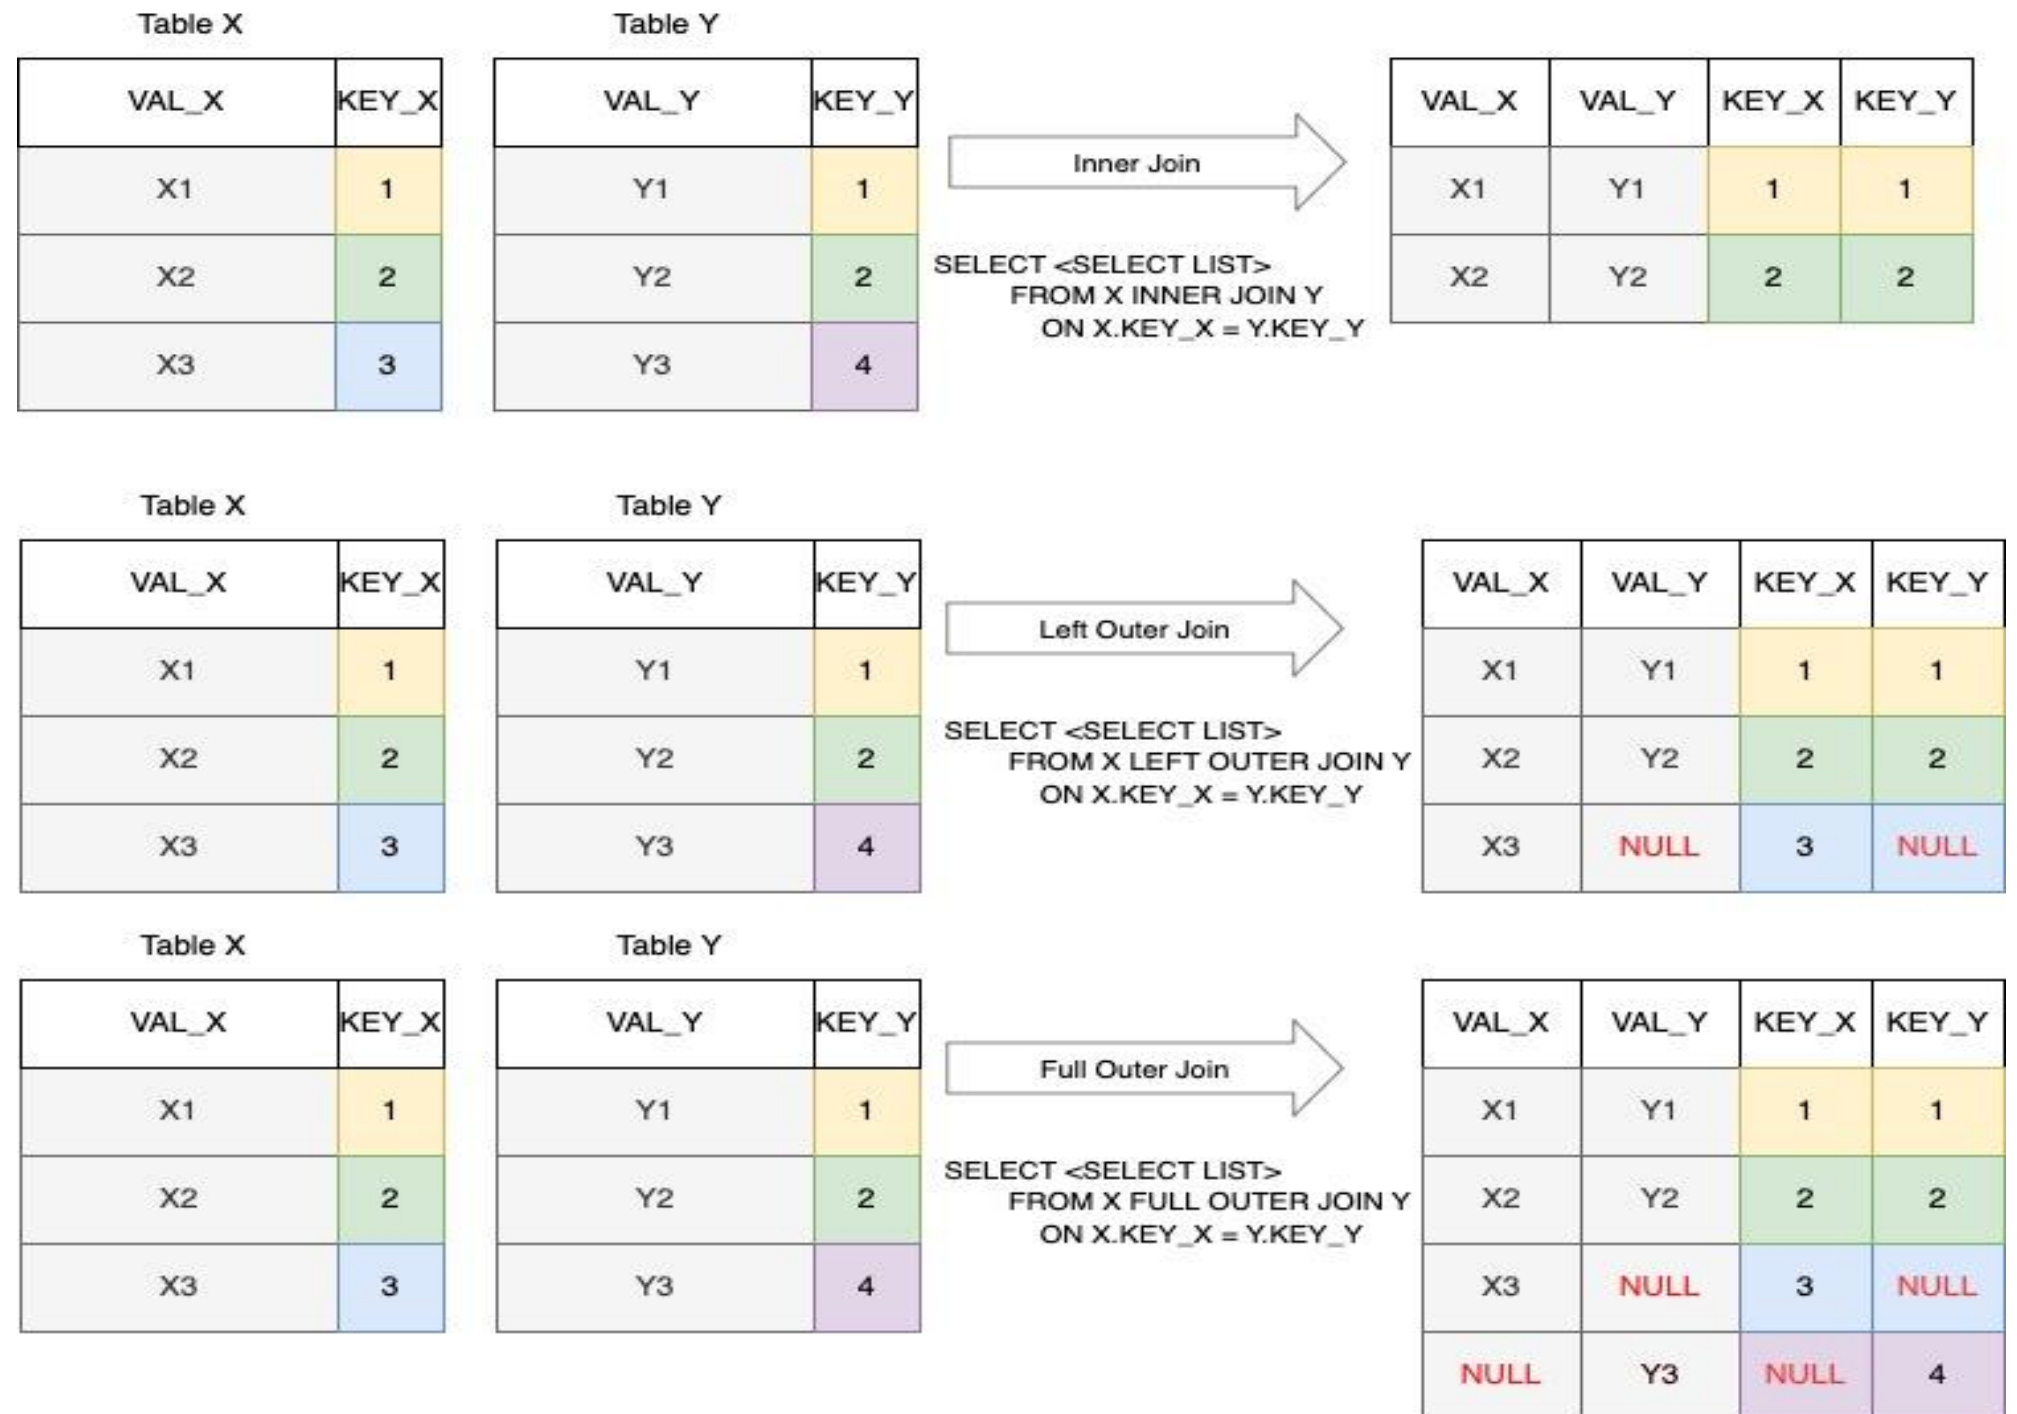 Table X Table Y
VAL_X KEY_X VAL_Y KEY_Y VAL_X VAL_Y KEY_X KEY_Y
Inner Join
X1 1 Y1 1 X1 Y1 1 1
SELECT <SELECT LIST>
X2 2 Y2 2 X2 Y2 2 2
FROM X INNER JOIN Y
ON X.KEY_X = Y.KEY_Y
X3 3 Y3 4
Table X Table Y
VAL_X KEY_X VAL_Y KEY_Y VAL_X VAL_Y KEY_X KEY_Y
Left Outer Join
X1 1 Y1 1 X1 Y1 1 1
SELECT <SELECT LIST>
X2 2 Y2 2 X2 Y2 2 2
FROM X LEFT OUTER JOIN Y
ON X.KEY_X = Y.KEY_Y
X3 3 Y3 4 X3 NULL 3 NULL
Table X Table Y
VAL_X KEY_X VAL_Y KEY_Y VAL_X VAL_Y KEY_X KEY_Y
Full Outer Join
X1 1 Y1 1 X1 Y1 1 1
SELECT <SELECT LIST>
X2 2 Y2 2 X2 Y2 2 2
FROM X FULL OUTER JOIN Y
ON X.KEY_X = Y.KEY_Y
X3 3 Y3 4 X3 NULL 3 NULL
NULL Y3 NULL 4